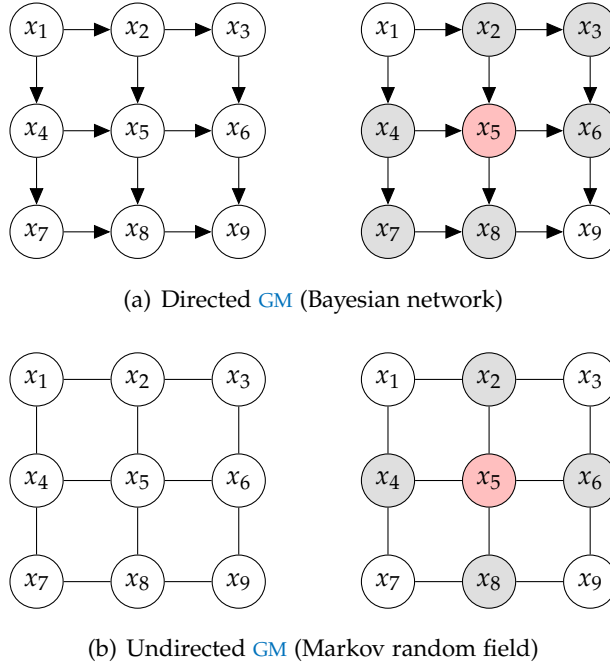 x1 x2 x3 x1 x2 x3
x4 x5 x6 x4 x5 x6
x7 x8 x9 x7 x8 x9
(a) Directed GM (Bayesian network)
x1 x2 x3 x1 x2 x3
x4 x5 x6 x4 x5 x6
x7 x8 x9 x7 x8 x9
(b) Undirected GM (Markov random field)